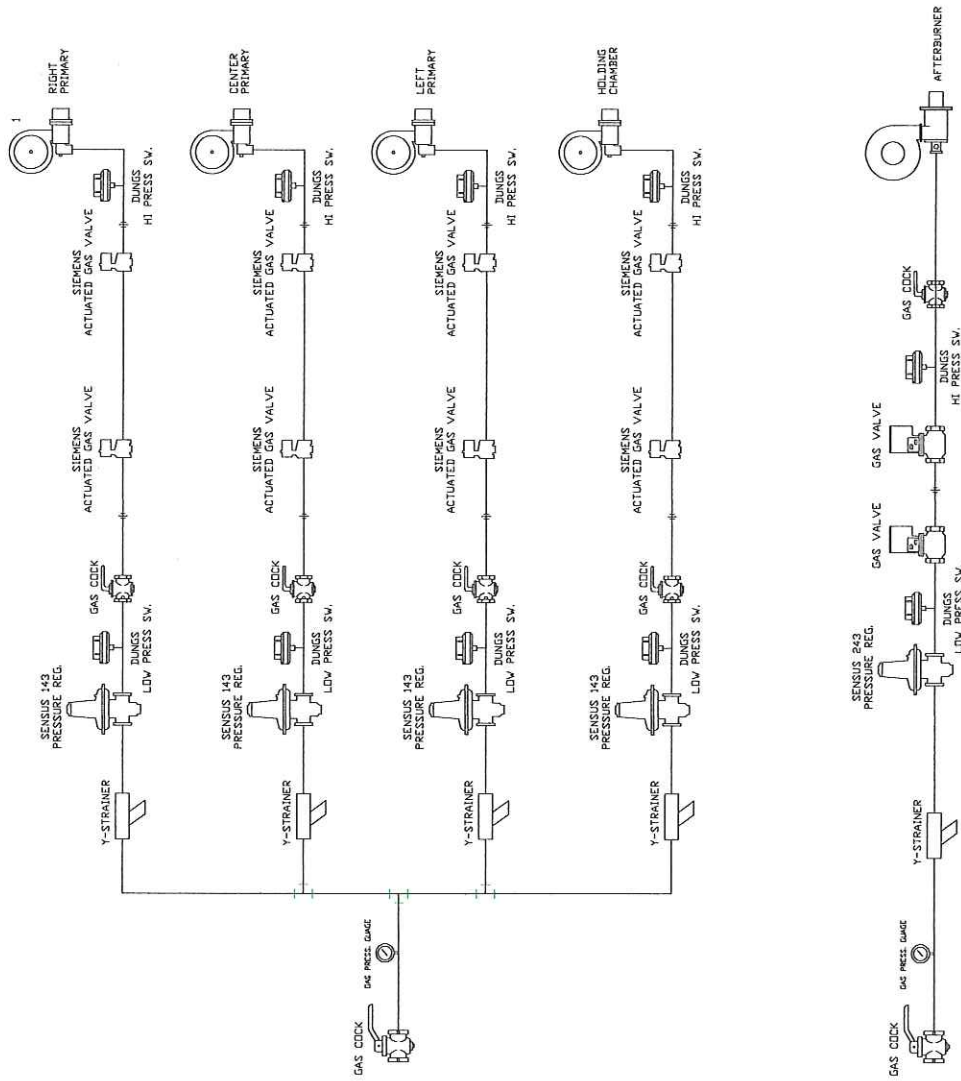 GAS COCK
GAS PRESS. GUAGE
Y-STRAINER
SENSUS 143
PRESSURE REG.
DUNGS
LOW PRESS SW.
GAS COCK
SIEMENS
ACTUATED GAS VALVE
SIEMENS
ACTUATED GAS VALVE
DUNGS
HI PRESS SW.
1
RIGHT
PRIMARY
Y-STRAINER
SENSUS 143
PRESSURE REG.
DUNGS
LOW PRESS SW.
GAS COCK
SIEMENS
ACTUATED GAS VALVE
SIEMENS
ACTUATED GAS VALVE
DUNGS
HI PRESS SW.
CENTER
PRIMARY
Y-STRAINER
SENSUS 143
PRESSURE REG.
DUNGS
LOW PRESS SW.
GAS COCK
SIEMENS
ACTUATED GAS VALVE
SIEMENS
ACTUATED GAS VALVE
DUNGS
HI PRESS SW.
LEFT
PRIMARY
Y-STRAINER
SENSUS 143
PRESSURE REG.
DUNGS
LOW PRESS SW.
GAS COCK
SIEMENS
ACTUATED GAS VALVE
SIEMENS
ACTUATED GAS VALVE
DUNGS
HI PRESS SW.
HOLDING
CHAMBER
GAS COCK
GAS PRESS. GUAGE
Y-STRAINER
SENSUS 243
PRESSURE REG.
DUNGS
LOW PRESS SW.
GAS VALVE
GAS VALVE
DUNGS
HI PRESS SW.
GAS COCK
AFTERBURNER